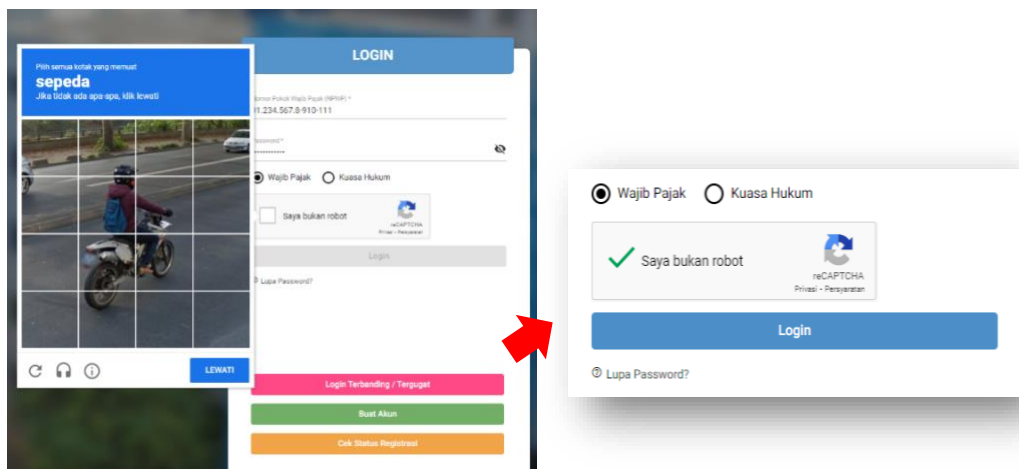 Pilih semua kotak yang memuat
sepeda
Jika tidak ada apa-apa, klik lewati
LEWATI
LOGIN
Nomor Pokok Wajib Pajak (NPWP) *
01.234.567.8-910-111
Password *
Wajib Pajak
Kuasa Hukum
Saya bukan robot
reCAPTCHA
Privasi - Persyaratan
Login
Lupa Password?
Login Terbanding / Tergugat
Buat Akun
Cek Status Registrasi
Wajib Pajak
Kuasa Hukum
Saya bukan robot
reCAPTCHA
Privasi - Persyaratan
Login
Lupa Password?